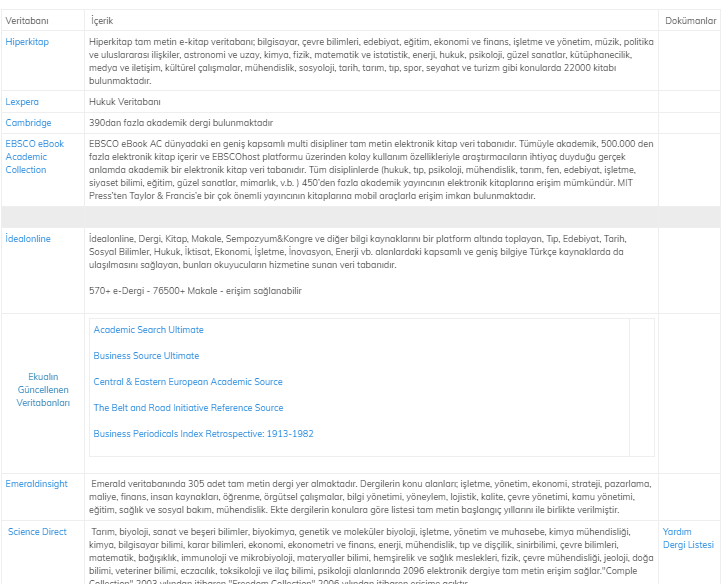 Veritabanı İçerik Dokümanlar
Hiperkitap Hiperkitap tam metin e-kitap veritabanı; bilgisayar, çevre bilimleri, edebiyat, eğitim, ekonomi ve finans, işletme ve yönetim, müzik, politika
ve uluslararası ilişkiler, astronomi ve uzay, kimya, fizik, matematik ve istatistik, enerji, hukuk, psikoloji, güzel sanatlar, kütüphanecilik,
medya ve iletişim, kültürel çalışmalar, mühendislik, sosyoloji, tarih, tarım, tıp, spor, seyahat ve turizm gibi konularda 22000 kitabı
bulunmaktadır.
Lexpera Hukuk Veritabanı
Cambridge 390dan fazla akademik dergi bulunmaktadır
EBSCO eBook
Academic
Collection
EBSCO eBook AC dünyadaki en geniş kapsamlı multi disipliner tam metin elektronik kitap veri tabanıdır. Tümüyle akademik, 500.000 den
fazla elektronik kitap içerir ve EBSCOhost platformu üzerinden kolay kullanım özellikleriyle araştırmacıların ihtiyaç duyduğu gerçek
anlamda akademik bir elektronik kitap veri tabanıdır. Tüm disiplinlerde (hukuk, tıp, psikoloji, mühendislik, tarım, fen, edebiyat, işletme,
siyaset bilimi, eğitim, güzel sanatlar, mimarlık, v.b. ) 450'den fazla akademik yayıncının elektronik kitaplarına erişim mümkündür. MIT
Press'ten Taylor & Francis'e bir çok önemli yayıncının kitaplarına mobil araçlarla erişim imkan bulunmaktadır.
İdealonline İdealonline, Dergi, Kitap, Makale, Sempozyum&Kongre ve diğer bilgi kaynaklarını bir platform altında toplayan, Tıp, Edebiyat, Tarih,
Sosyal Bilimler, Hukuk, İktisat, Ekonomi, İşletme, İnovasyon, Enerji vb. alanlardaki kapsamlı ve geniş bilgiye Türkçe kaynaklarda da
ulaşılmasını sağlayan, bunları okuyucuların hizmetine sunan veri tabanıdır.
570+ e-Dergi - 76500+ Makale - erişim sağlanabilir
Ekualın
Güncellenen
Veritabanları
Academic Search Ultimate
Business Source Ultimate
Central & Eastern European Academic Source
The Belt and Road Initiative Reference Source
Business Periodicals Index Retrospective: 1913-1982
Emeraldinsight Emerald veritabanında 305 adet tam metin dergi yer almaktadır. Dergilerin konu alanları; işletme, yönetim, ekonomi, strateji, pazarlama,
maliye, finans, insan kaynakları, öğrenme, örgütsel çalışmalar, bilgi yönetimi, yöneylem, lojistik, kalite, çevre yönetimi, kamu yönetimi,
eğitim, sağlık ve sosyal bakım, mühendislik. Ekte dergilerin konulara göre listesi tam metin başlangıç yıllarını ile birlikte verilmiştir.
Science Direct Tarım, biyoloji, sanat ve beşeri bilimler, biyokimya, genetik ve moleküler biyoloji, işletme, yönetim ve muhasebe, kimya mühendisliği,
kimya, bilgisayar bilimi, karar bilimleri, ekonomi, ekonometri ve finans, enerji, mühendislik, tıp ve dişçilik, sinirbilimi, çevre bilimleri,
matematik, bağışıklık, immunoloji ve mikrobiyoloji, materyaller bilimi, hemşirelik ve sağlık meslekleri, fizik, çevre mühendisliği, jeoloji, doğa
bilimi, veteriner bilimi, eczacılık, toksikoloji ve ilaç bilimi, psikoloji alanlarında 2096 elektronik dergiye tam metin erişim sağlar."Comple
Collection" 2003 yılından itibaren "Freedom Collection" 2006 yılından itibaren erişime açıktır.
Yardım
Dergi Listesi